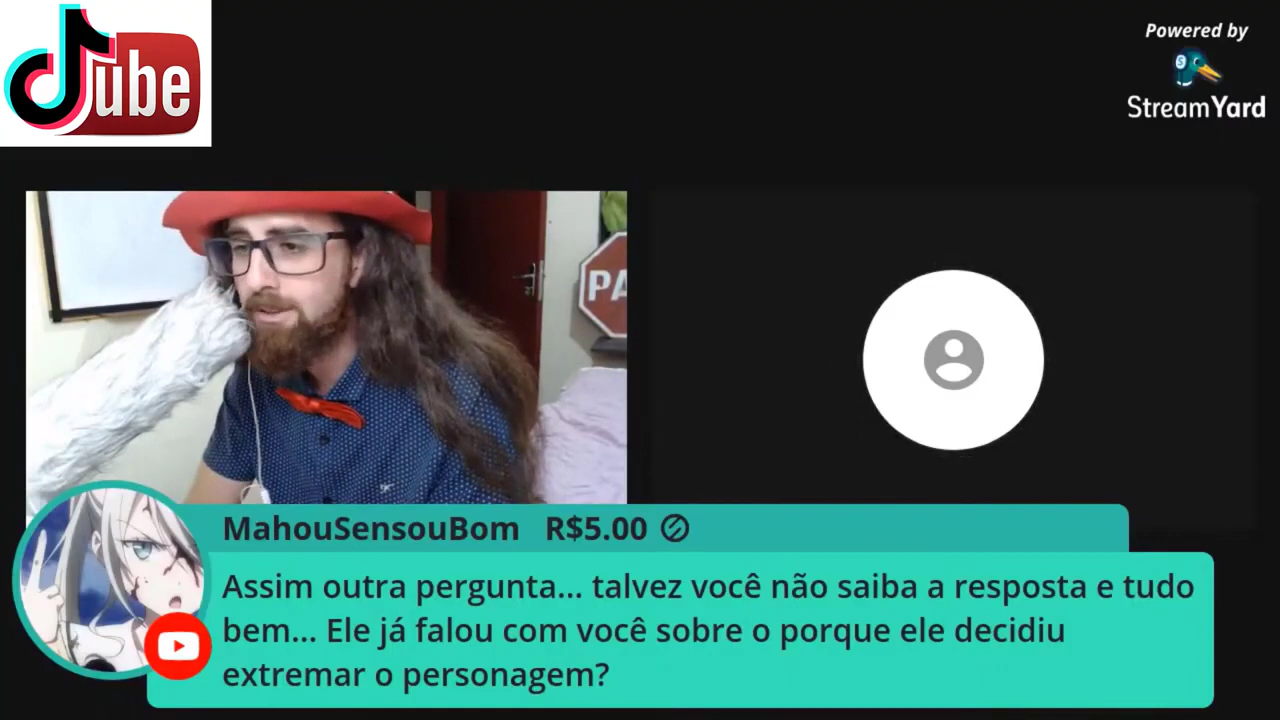 Tube
Powered by
StreamYard
PA
MahouSensouBom R$5.00
Assim outra pergunta... talvez você não saiba a resposta e tudo
bem... Ele já falou com você sobre o porque ele decidiu
extremar o personagem?